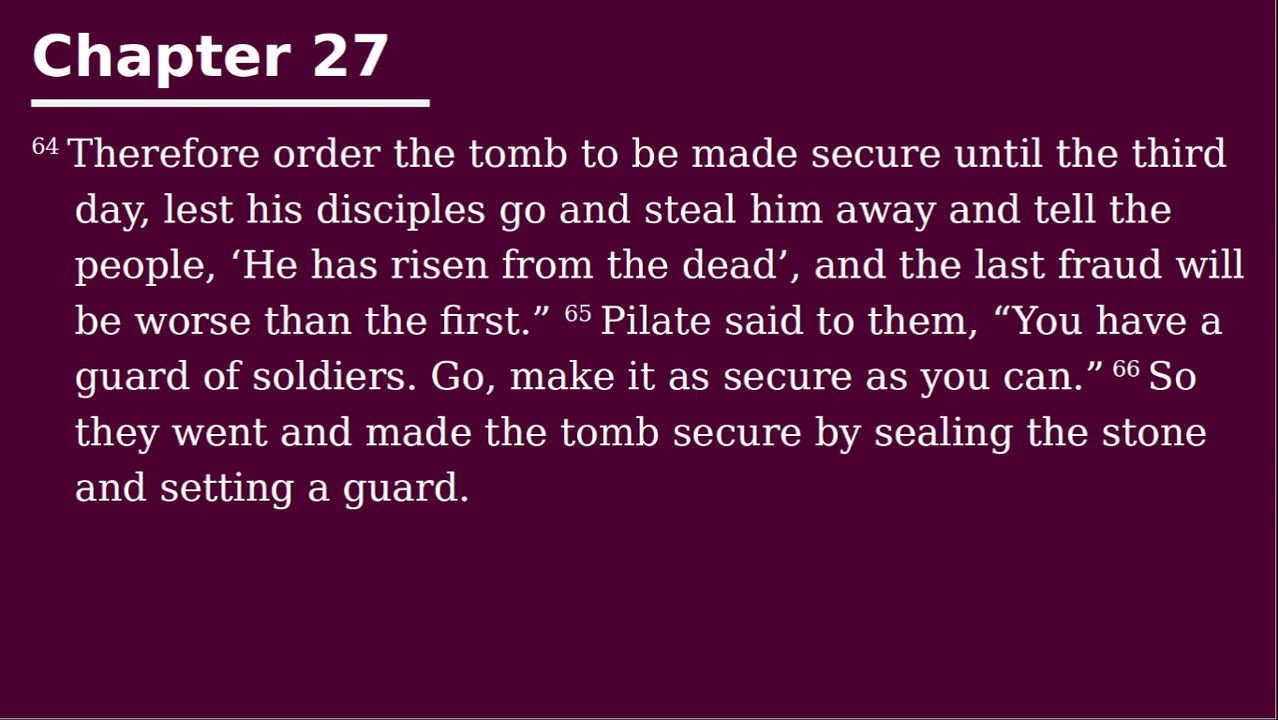 Chapter 27
64 Therefore order the tomb to be made secure until the third
day, lest his disciples go and steal him away and tell the
people, ‘He has risen from the dead’, and the last fraud will
be worse than the first.” 65 Pilate said to them, “You have a
guard of soldiers. Go, make it as secure as you can.” 66 So
they went and made the tomb secure by sealing the stone
and setting a guard.